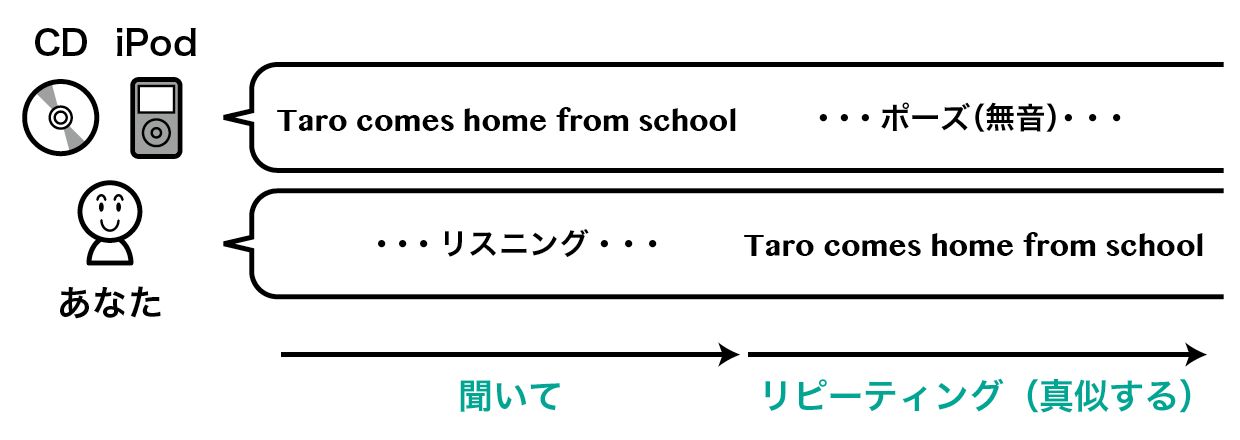 CD iPod
Taro comes home from school ・・・ポーズ(無音)・・・
・・・リスニング・・・ Taro comes home from school
あなた
聞いて リピーティング（真似する）